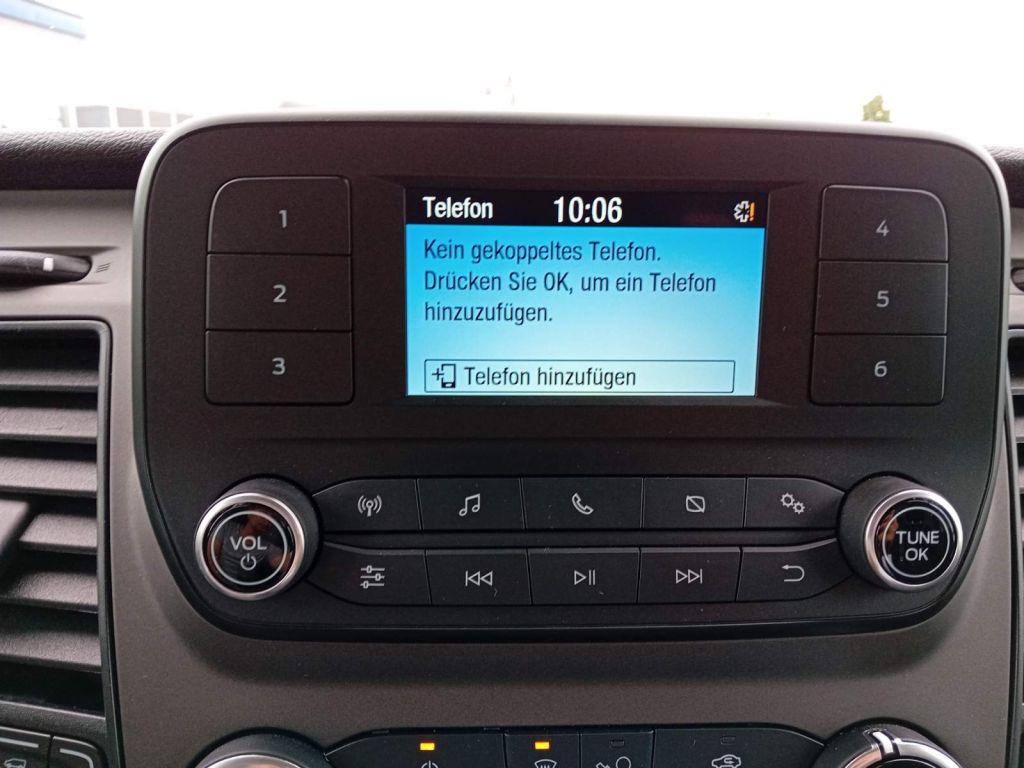 Telefon 10:06
Kein gekoppeltes Telefon.
Drücken Sie OK, um ein Telefon
hinzuzufügen.
Telefon hinzufügen
1
2
3
4
5
6
VOL
TUNE
OK